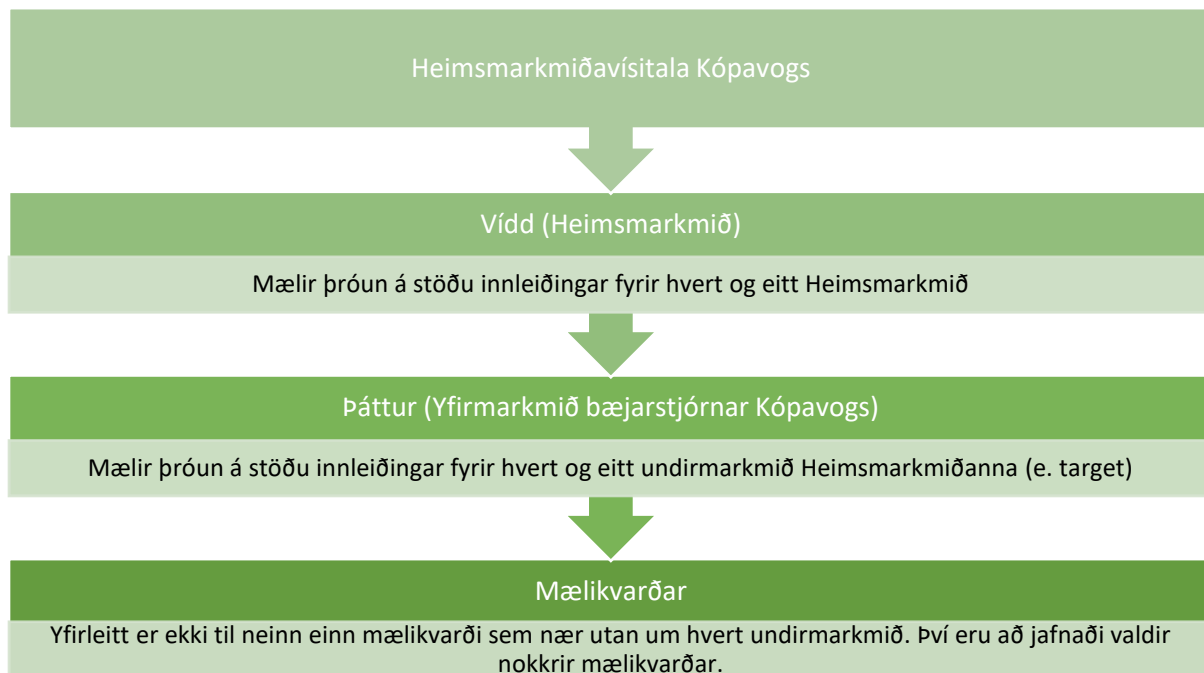 Heimsmarkmiðavísitala Kópavogs
Vídd (Heimsmarkmið)
Mælir þróun á stöðu innleiðingar fyrir hvert og eitt Heimsmarkmið
Þáttur (Yfirmarkmið bæjarstjórnar Kópavogs)
Mælir þróun á stöðu innleiðingar fyrir hvert og eitt undirmarkmið Heimsmarkmiðanna (e. target)
Mælikvarðar
Yfirleitt er ekki til neinn einn mælikvarði sem nær utan um hvert undirmarkmið. Því eru að jafnaði valdir
nokkrir mælikvarðar.